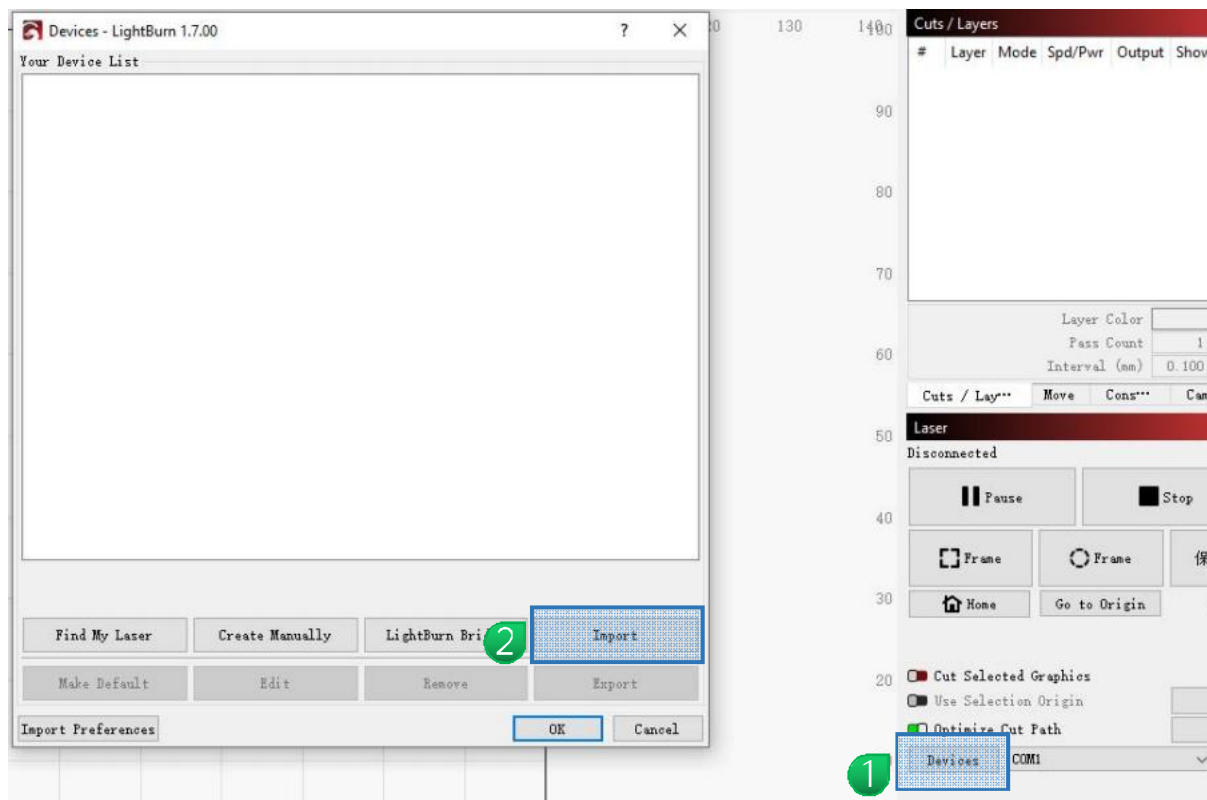 Devices - LightBurn 1.7.00
?
Your Device List
Find My Laser
Create Manually
LightBurn
2
Import
Make Default
Edit
Remove
Export
Import Preferences
OK
Cancel
130
90
80
70
60
50
40
30
20
Cuts / Layers
# Layer Mode Spd/Pwr Output Show
Layer Color
Pass Count 1
Interval (mm) 0.100
Cuts / Lay··· Move Cons··· Cam
Laser
Disconnected
Pause
Stop
Frame
Frame
保
Home
Go to Origin
Cut Selected Graphics
Use Selection Origin
Optimize Cut Path
1
Devices
COM1